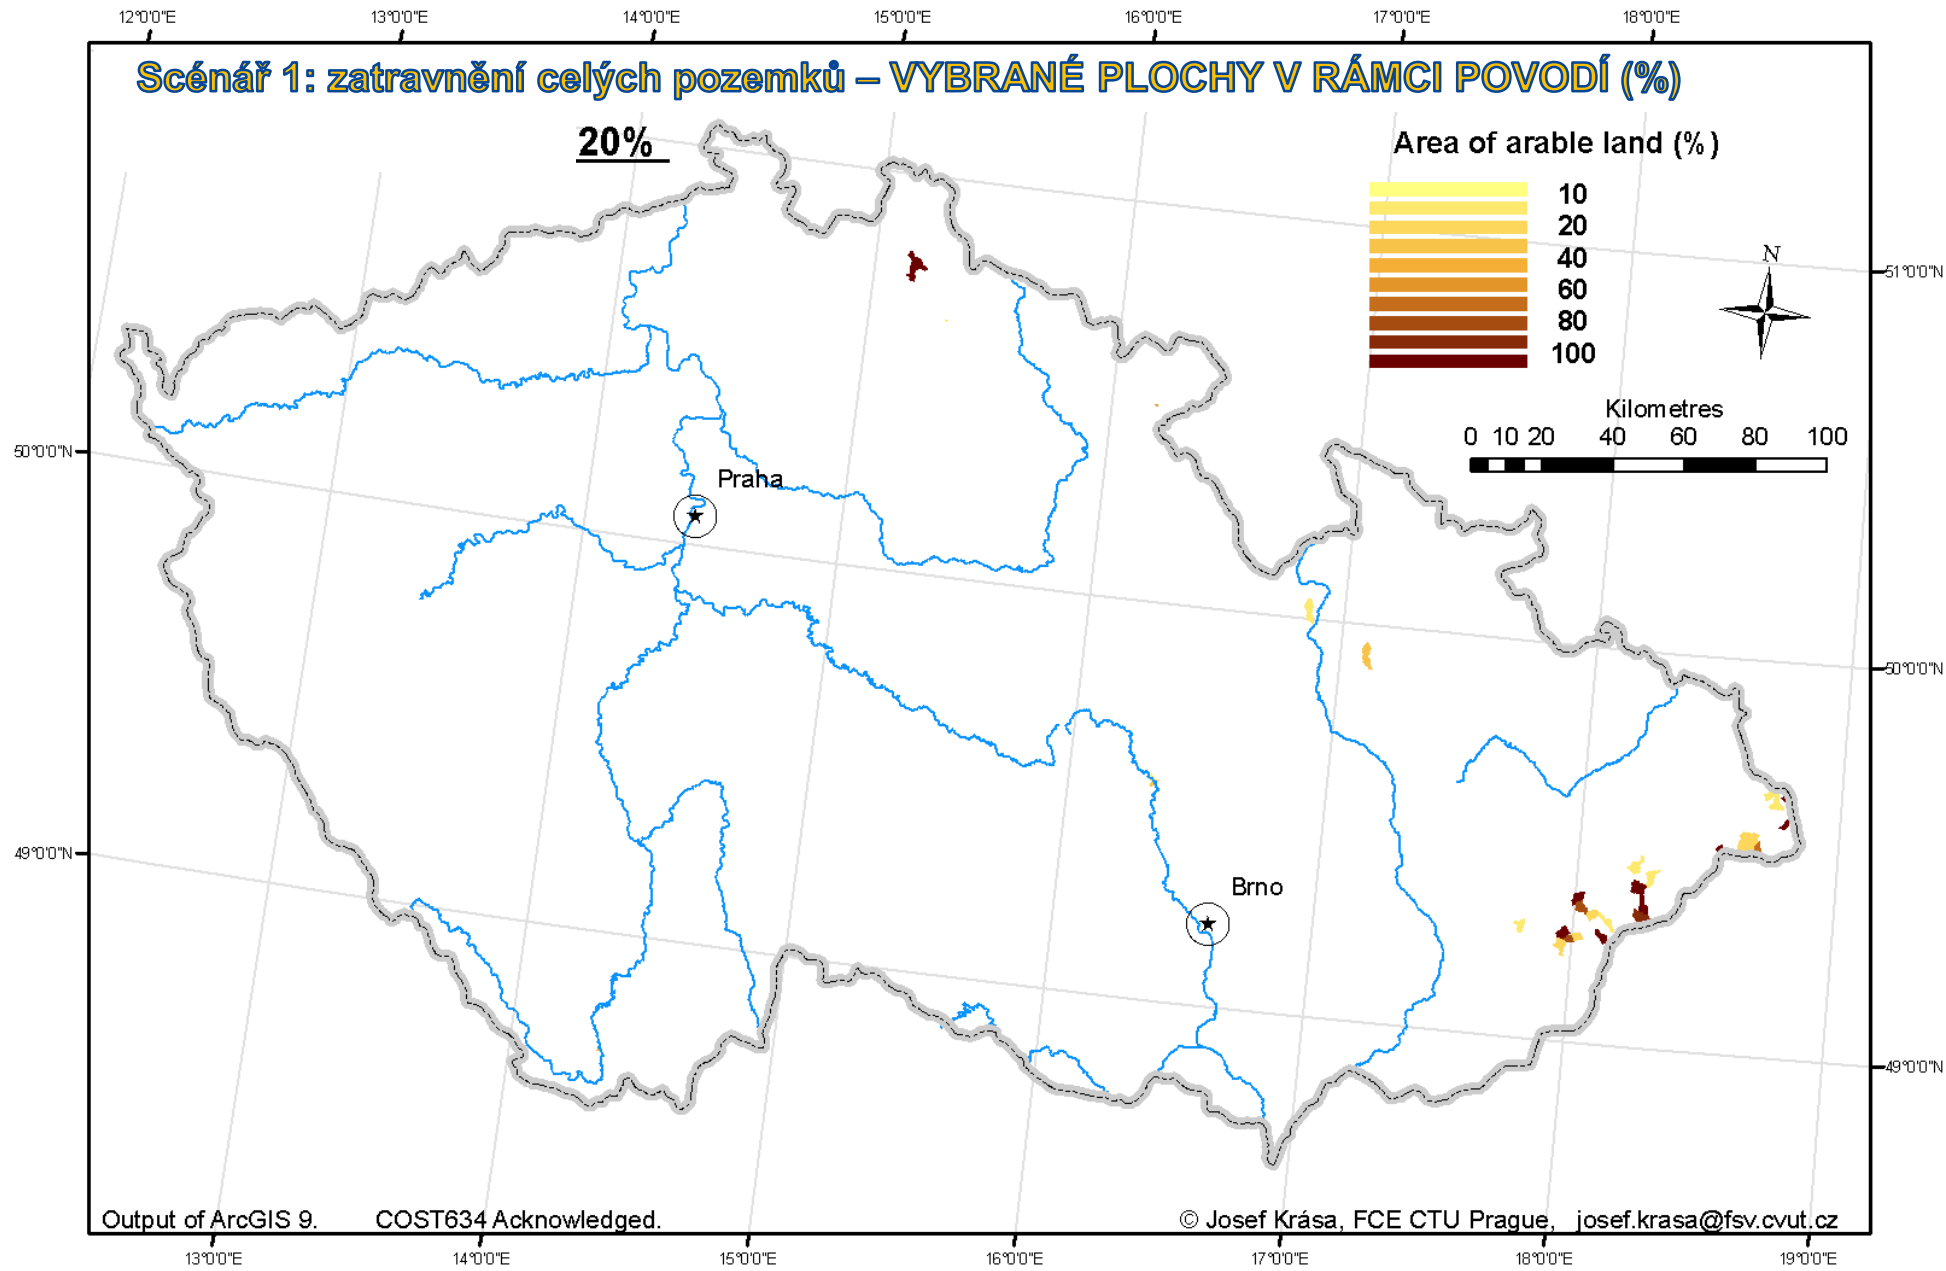 12°0'0"E 13°0'0"E 14°0'0"E 15°0'0"E 16°0'0"E 17°0'0"E 18°0'0"E
Scénář 1: zatravnění celých pozemků – VYBRANÉ PLOCHY V RÁMCI POVODÍ (%)
20%
Area of arable land (%)
10
20
40
60
80
100
N
51°0'0"N
Kilometres
0 10 20 40 60 80 100
50°0'0"N
Praha
50°0'0"N
49°0'0"N
Brno
49°0'0"N
Output of ArcGIS 9. COST634 Acknowledged.
© Josef Krása, FCE CTU Prague, josef.krasa@fsv.cvut.cz
13°0'0"E 14°0'0"E 15°0'0"E 16°0'0"E 17°0'0"E 18°0'0"E 19°0'0"E